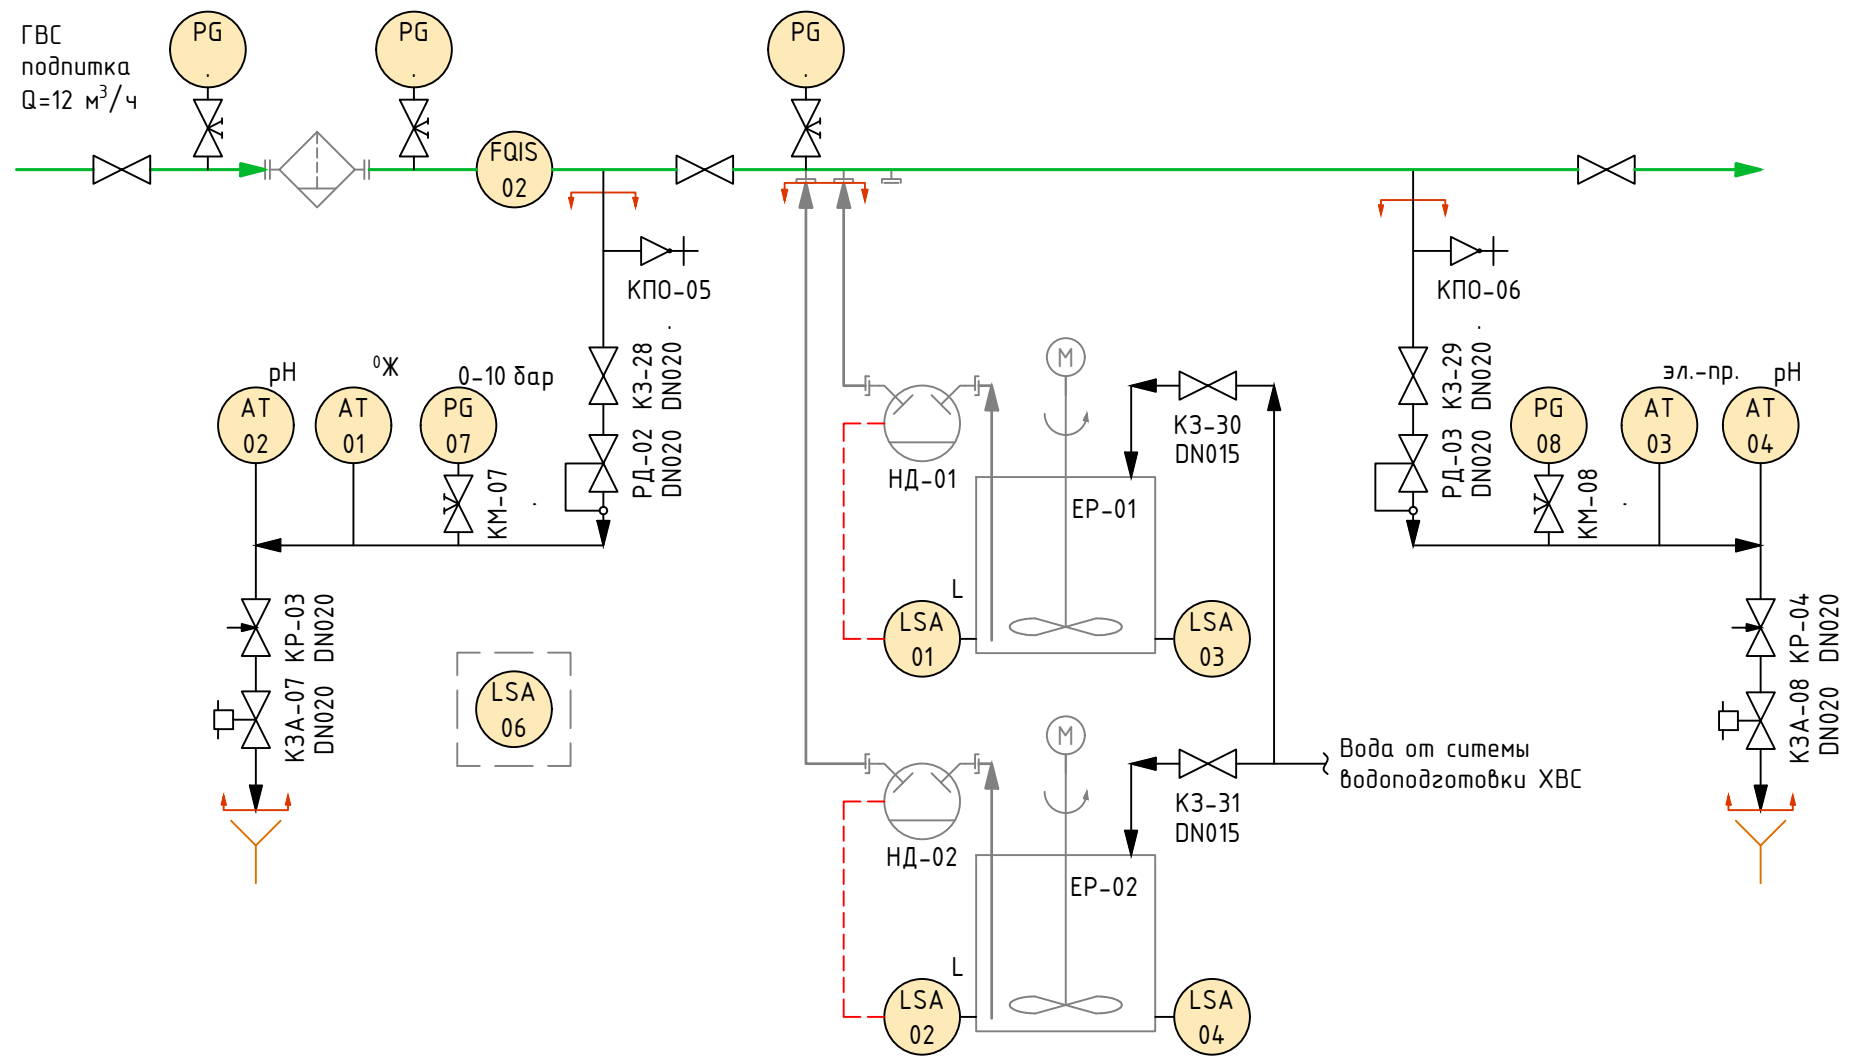 ГВС
подпитка
Q=12 м³/ч
PG
.
PG
.
PG
.
FQIS
02
КПО-05
КПО-06
КЗ-28
DN020
.
РД-02
DN020
КЗ-29
DN020
.
РД-03
DN020
pH
AT
02
⁰Ж
AT
01
0-10 бар
PG
07
КМ-07
.
M
НД-01
ЕР-01
КЗ-30
DN015
PG
08
КМ-08
.
эл.-пр.
AT
03
pH
AT
04
L
LSA
01
LSA
03
КР-03
DN020
КЗА-07
DN020
LSA
06
КР-04
DN020
КЗА-08
DN020
M
НД-02
ЕР-02
КЗ-31
DN015
Вода от ситемы
водоподготовки ХВС
L
LSA
02
LSA
04